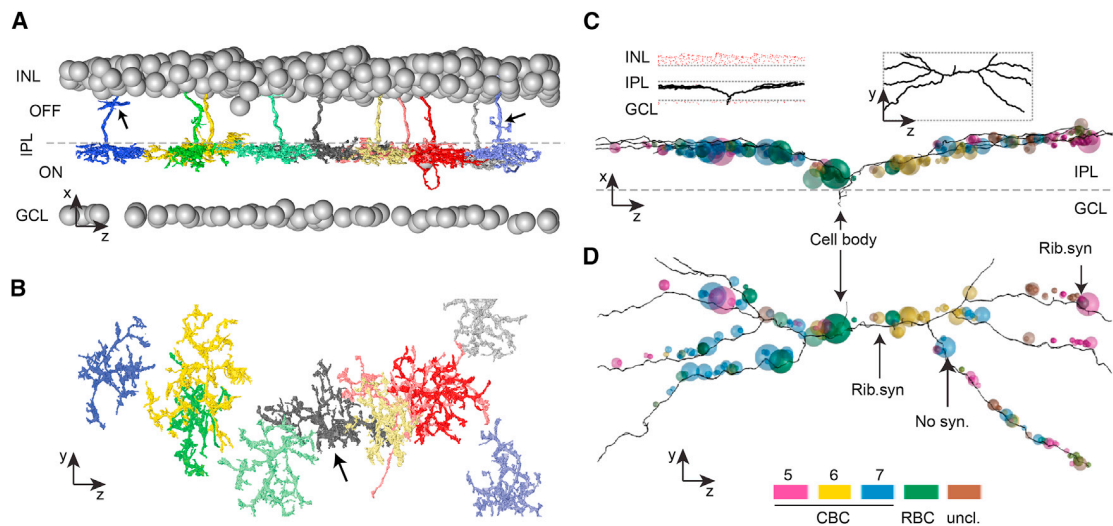 A
INL
OFF
IPL
ON
x
z
GCL
B
y
z
C
INL
IPL
GCL
y
z
x
z
IPL
GCL
Cell body
D
Rib.syn
Rib.syn
No syn.
y
z
5 6 7
CBC RBC uncl.